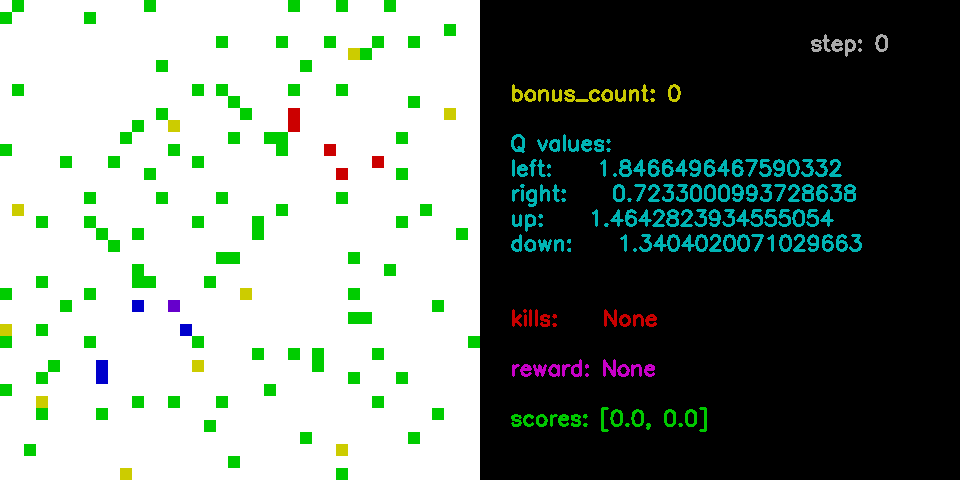 step: 0
bonus_count: 0
Q values:
left: 1.8466496467590332
right: 0.7233000993728638
up: 1.4642823934555054
down: 1.3404020071029663
kills: None
reward: None
scores: [0.0, 0.0]